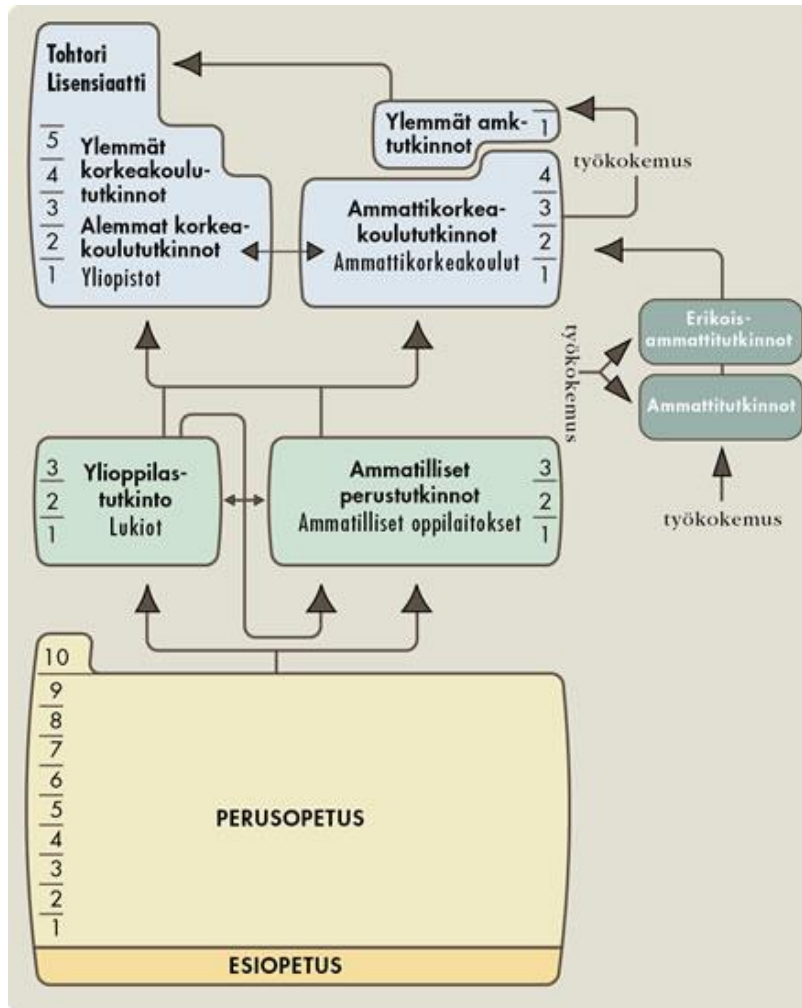 Tohtori
Lisensiaatti
5
4
3
2
1
Ylemmät
korkeakoulu-
tutkinnot
Alemmat korkea-
koulututkinnot
Yliopistot
Ylemmät amk-
tutkinnot
1
työkokemus
Ammattikorkea-
koulututkinnot
Ammattikorkeakoulut
4
3
2
1
Erikois-
ammattitutkinnot
työkokemus
Ammattitutkinnot
työkokemus
3
2
1
Ylioppilas-
tutkinto
Lukiot
Ammatilliset
perustutkinnot
Ammatilliset oppilaitokset
3
2
1
10
9
8
7
6
5
4
3
2
1
PERUSOPETUS
ESIOPETUS